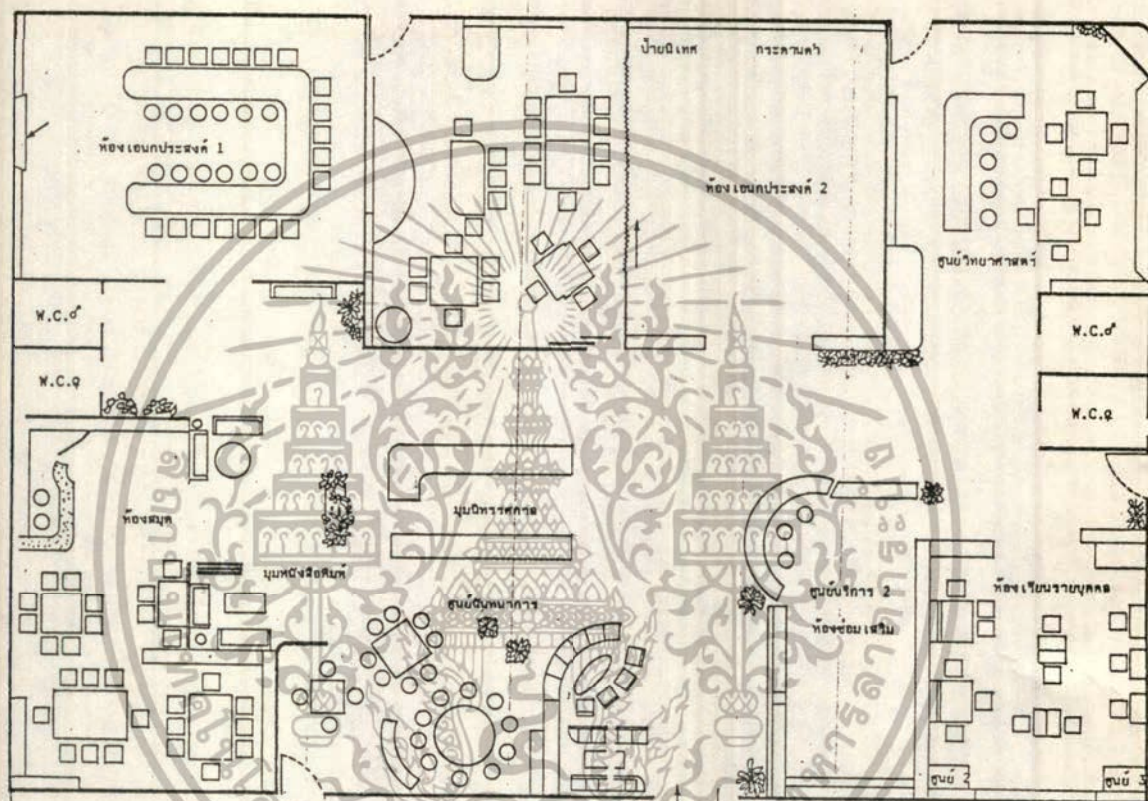 ป้ายนิเทศ กระดานดำ
ห้องเอนกประสงค์ 1
ห้องเอนกประสงค์ 2
ศูนย์วิทยาศาสตร์
W.C.♂
W.C.♀
W.C.♂
W.C.♀
ห้องสมุด
มุมนิทรรศการ
มุมหนังสือพิมพ์
ศูนย์นันทนาการ
ศูนย์บริการ 2
ห้องซ่อมเสริม
ห้องเรียนรายบุคคล
ศูนย์ 2
ศูนย์ 3